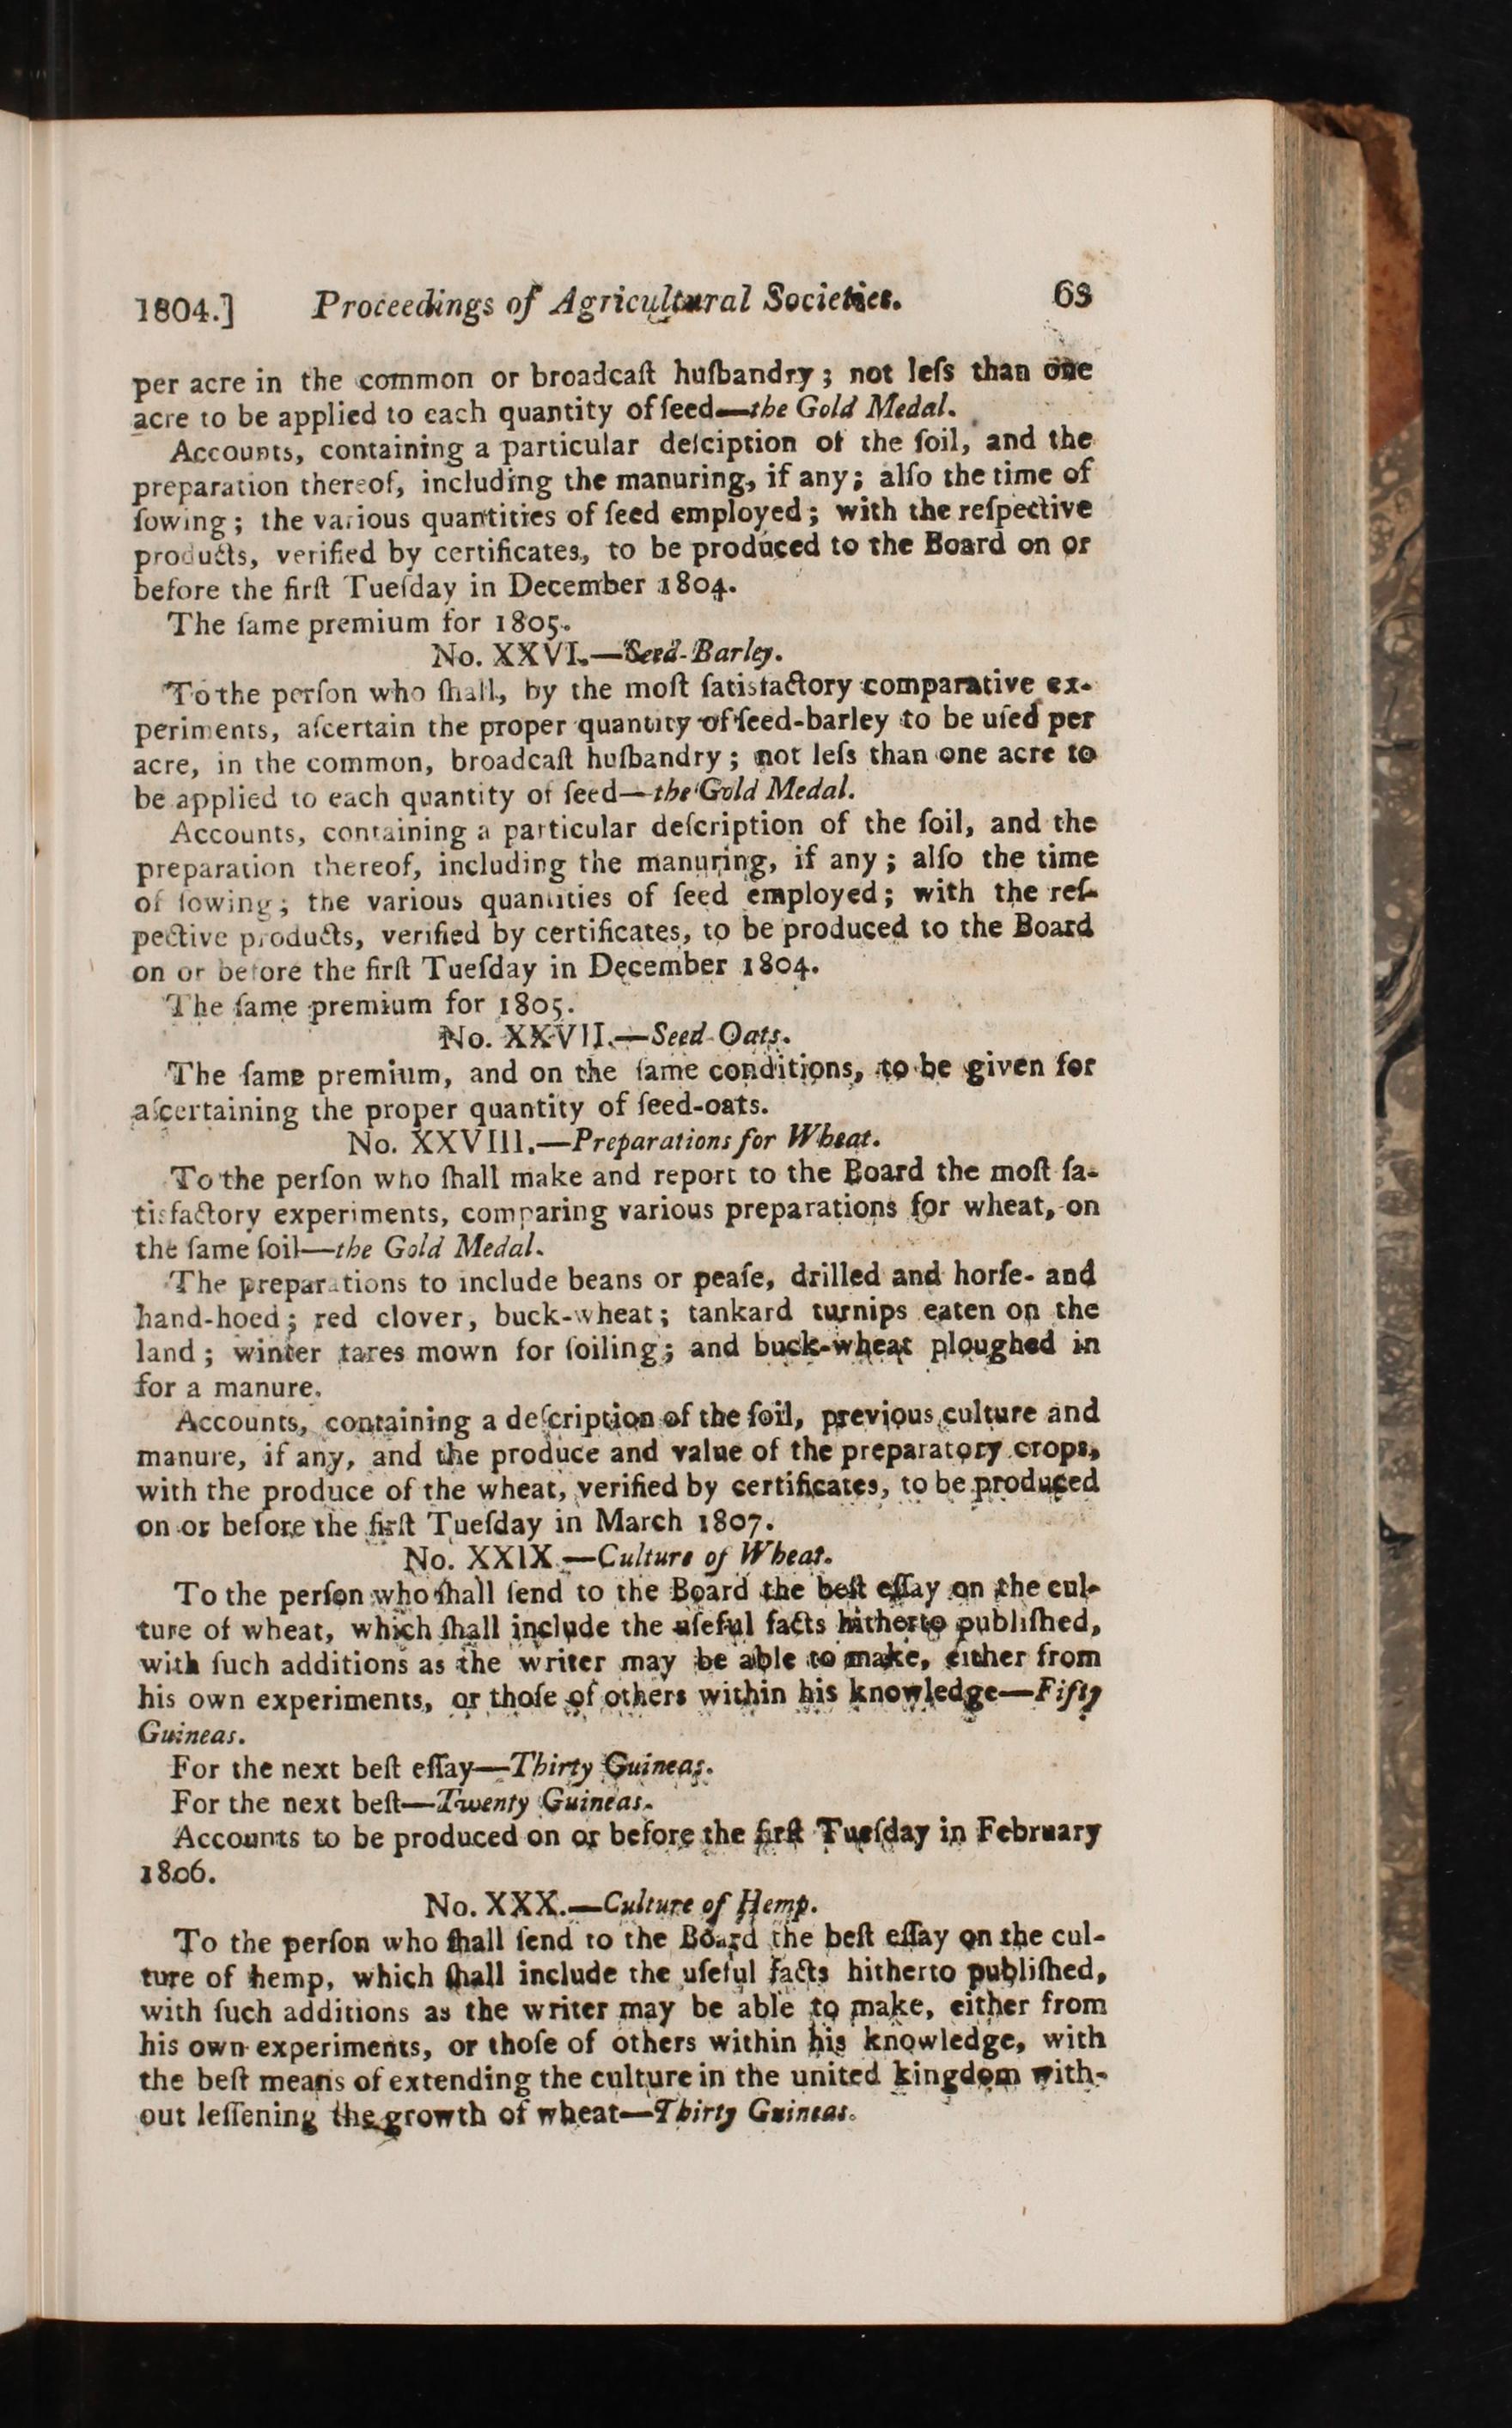 1804.] Proceedings of Agricultural Societies. 63
per acre in the common or broadcaſt huſbandry; not leſs than one
acre to be applied to each quantity of ſeed—the Gold Medal.
Accounts, containing a particular deſciption of the ſoil, and the
preparation thereof, including the manuring, if any; alſo the time of
ſowing; the various quantities of ſeed employed; with the reſpective
products, verified by certificates, to be produced to the Board on or
before the firſt Tueſday in December 1804.
The ſame premium for 1805.
No. XXVI.—Seed-Barley.
To the perſon who ſhall, by the moſt ſatisfactory comparative ex-
periments, aſcertain the proper quantity of ſeed-barley to be uſed per
acre, in the common, broadcaſt huſbandry; not leſs than one acre to
be applied to each quantity of ſeed—the Gold Medal.
Accounts, containing a particular deſcription of the ſoil, and the
preparation thereof, including the manuring, if any; alſo the time
of ſowing; the various quantities of ſeed employed; with the reſ-
pective products, verified by certificates, to be produced to the Board
on or before the firſt Tueſday in December 1804.
The ſame premium for 1805.
No. XXVII.—Seed-Oats.
The ſame premium, and on the ſame conditions, to be given for
aſcertaining the proper quantity of ſeed-oats.
No. XXVIII.—Preparations for Wheat.
To the perſon who ſhall make and report to the Board the moſt ſa-
tisfactory experiments, comparing various preparations for wheat, on
the ſame ſoil—the Gold Medal.
The preparations to include beans or peaſe, drilled and horſe- and
hand-hoed; red clover, buck-wheat; tankard turnips eaten on the
land; winter tares mown for ſoiling; and buck-wheat ploughed in
for a manure.
Accounts, containing a deſcription of the ſoil, previous culture and
manure, if any, and the produce and value of the preparatory crops,
with the produce of the wheat, verified by certificates, to be produced
on or before the firſt Tueſday in March 1807.
No. XXIX.—Culture of Wheat.
To the perſon who ſhall ſend to the Board the beſt eſſay on the cul-
ture of wheat, which ſhall include the uſeful facts hitherto publiſhed,
with ſuch additions as the writer may be able to make, either from
his own experiments, or thoſe of others within his knowledge—Fifty
Guineas.
For the next beſt eſſay—Thirty Guineas.
For the next beſt—Twenty Guineas.
Accounts to be produced on or before the firſt Tueſday in February
1806.
No. XXX.—Culture of Hemp.
To the perſon who ſhall ſend to the Board the beſt eſſay on the cul-
ture of hemp, which ſhall include the uſeful facts hitherto publiſhed,
with ſuch additions as the writer may be able to make, either from
his own experiments, or thoſe of others within his knowledge, with
the beſt means of extending the culture in the united kingdom with-
out leſſening the growth of wheat—Thirty Guineas.